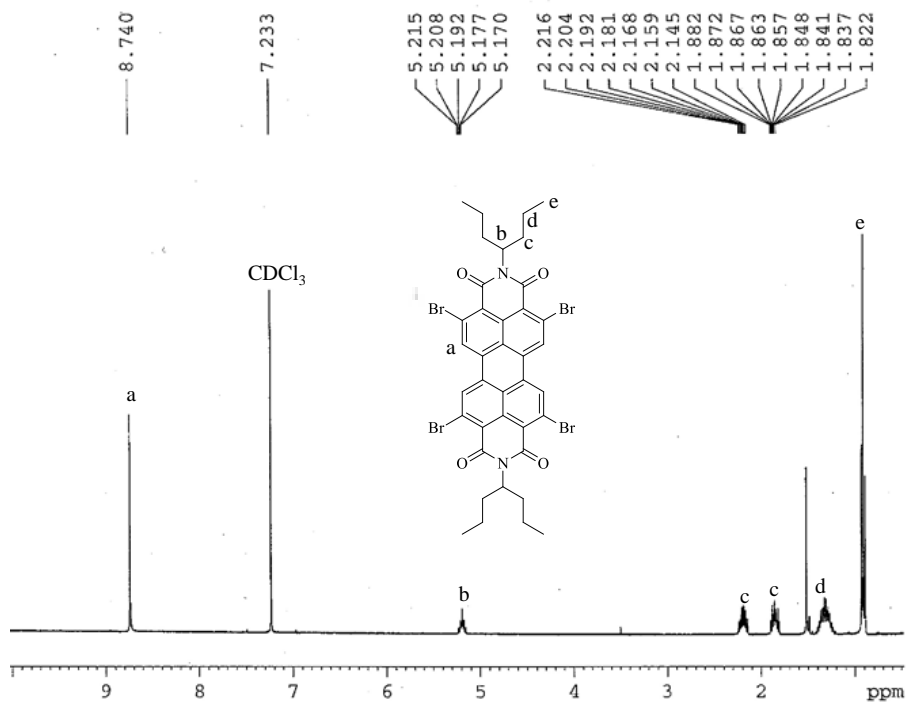 8.740
7.233
5.215
5.208
5.192
5.177
5.170
2.216
2.204
2.192
2.181
2.168
2.159
2.145
1.882
1.872
1.867
1.863
1.857
1.848
1.841
1.837
1.822
e
d
b
c
O N O
Br Br
a
Br Br
O N O
CDCl3
a
b
c
c
d
e
9 8 7 6 5 4 3 2 ppm